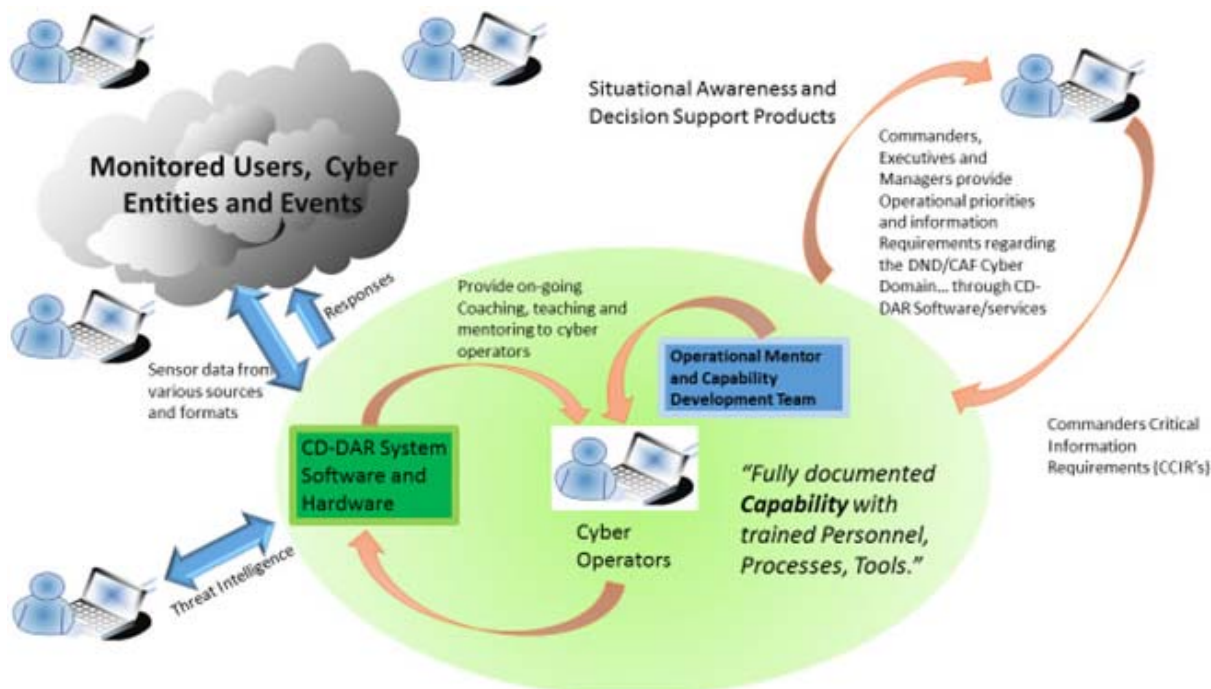 Monitored Users, Cyber
Entities and Events
Situational Awareness and
Decision Support Products
Commanders,
Executives and
Managers provide
Operational priorities
and information
Requirements regarding
the DND/CAF Cyber
Domain... through CD-
DAR Software/services
Responses
Sensor data from
various sources
and formats
Provide on-going
Coaching, teaching and
mentoring to cyber
operators
Operational Mentor
and Capability
Development Team
Commanders Critical
Information
Requirements (CCIR's)
CD-DAR System
Software and
Hardware
Cyber
Operators
"Fully documented
Capability with
trained Personnel,
Processes, Tools."
Threat Intelligence